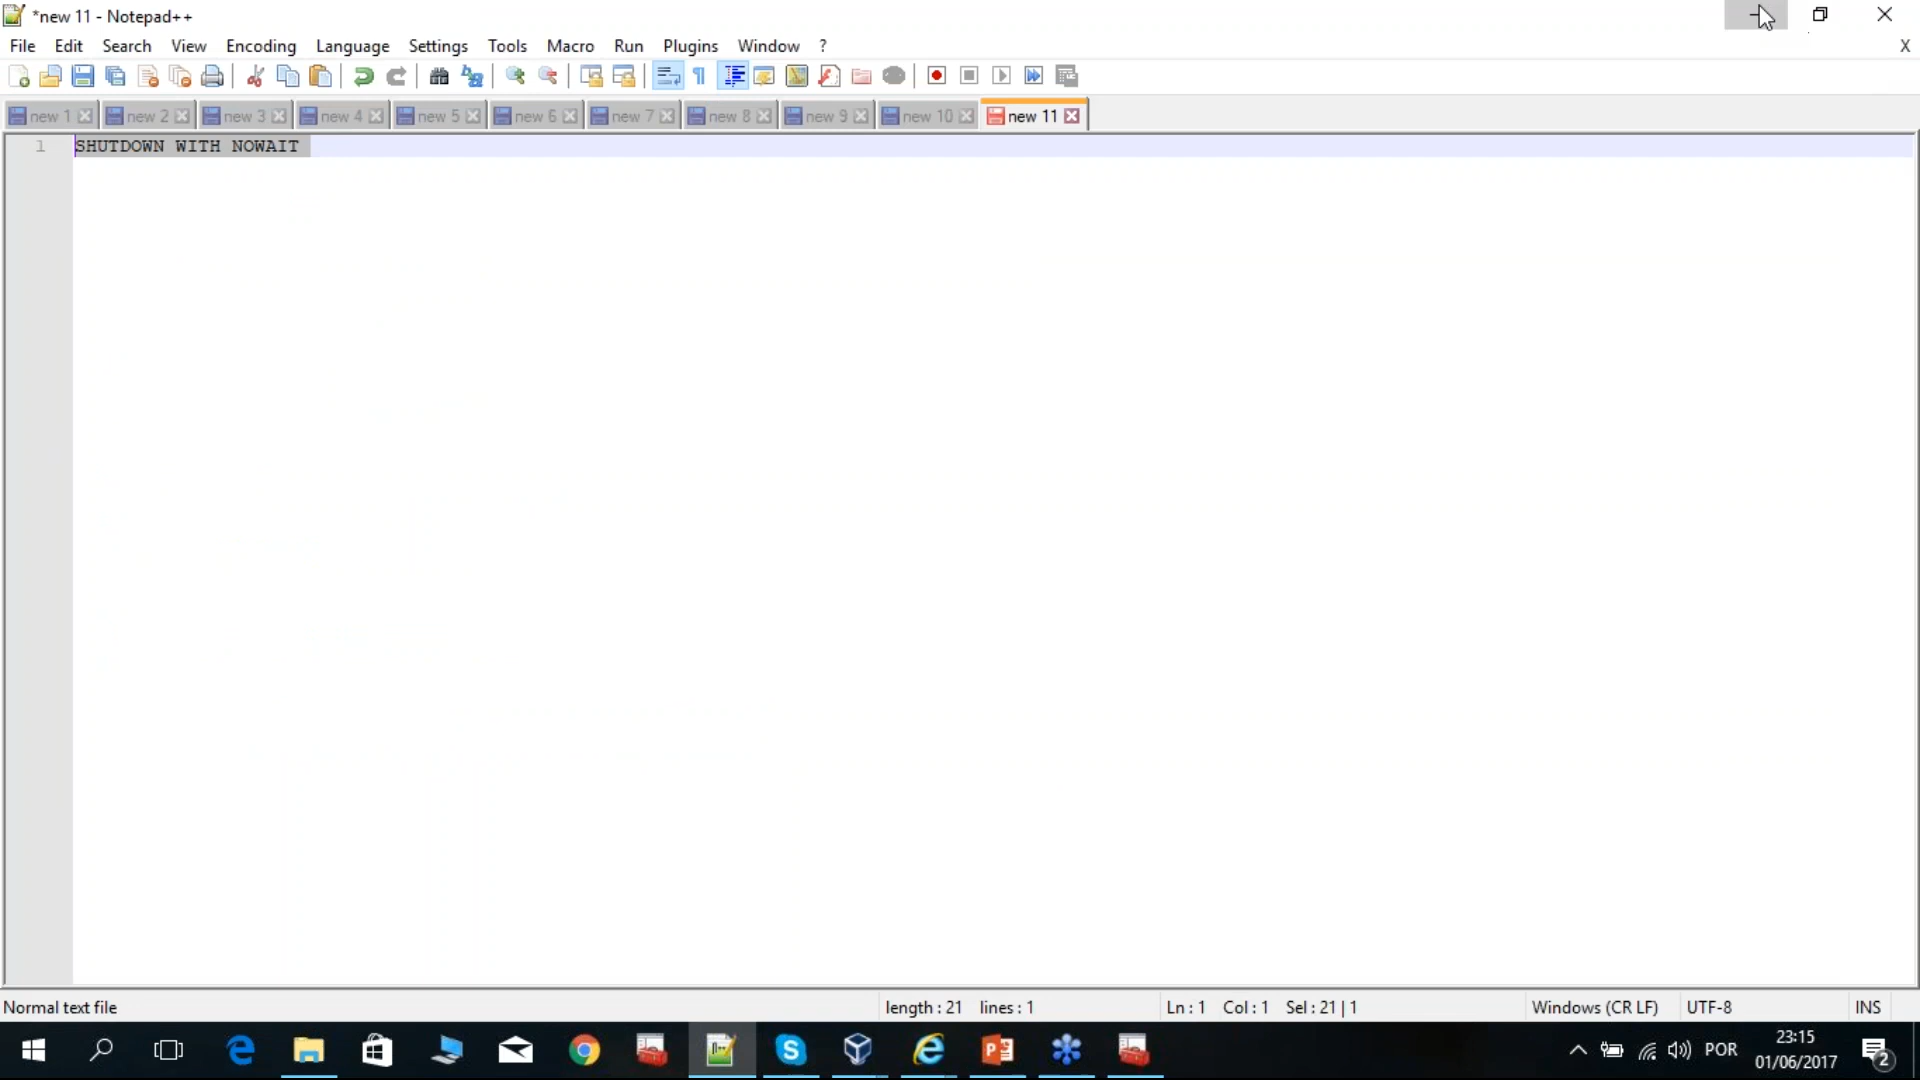 *new 11 - Notepad++
File Edit Search View Encoding Language Settings Tools Macro Run Plugins Window ? X
new 1 new 2 new 3 new 4 new 5 new 6 new 7 new 8 new 9 new 10 new 11
1 SHUTDOWN WITH NOWAIT
Normal text file length : 21 lines : 1 Ln : 1 Col : 1 Sel : 21 | 1 Windows (CR LF) UTF-8 INS
POR 23:15
01/06/2017 2